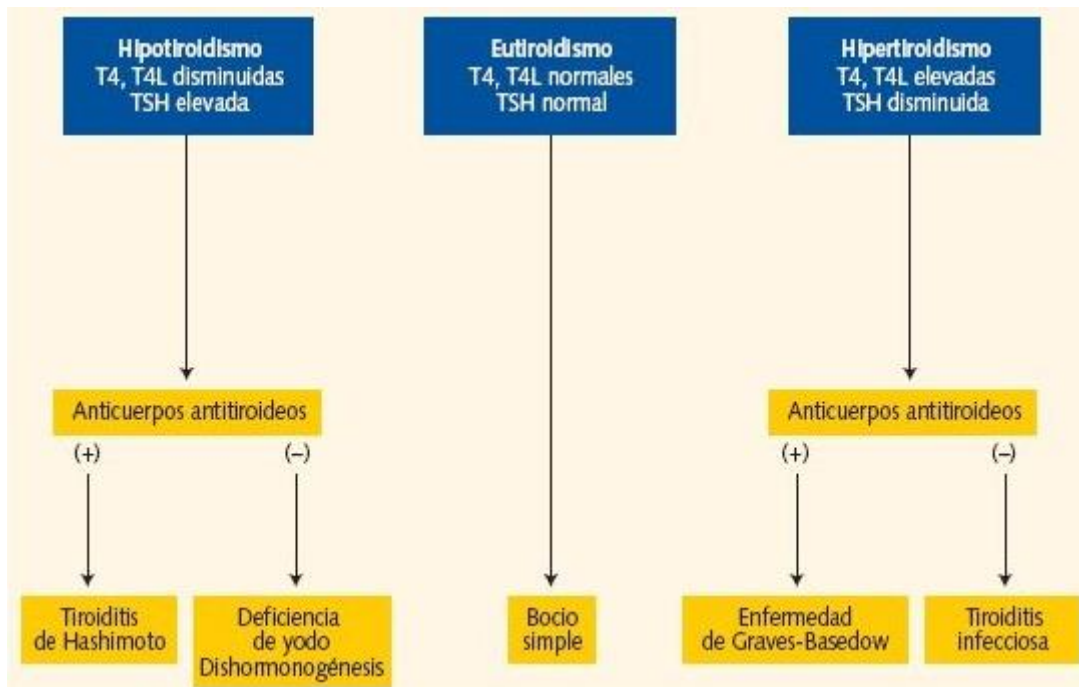 Hipotiroidismo
T4, T4L disminuidas
TSH elevada
Eutiroidismo
T4, T4L normales
TSH normal
Hipertiroidismo
T4, T4L elevadas
TSH disminuida
Anticuerpos antitiroideos
(+)
(–)
Anticuerpos antitiroideos
(+)
(–)
Tiroiditis
de Hashimoto
Deficiencia
de yodo
Dishormonogénesis
Bocio
simple
Enfermedad
de Graves-Basedow
Tiroiditis
infecciosa